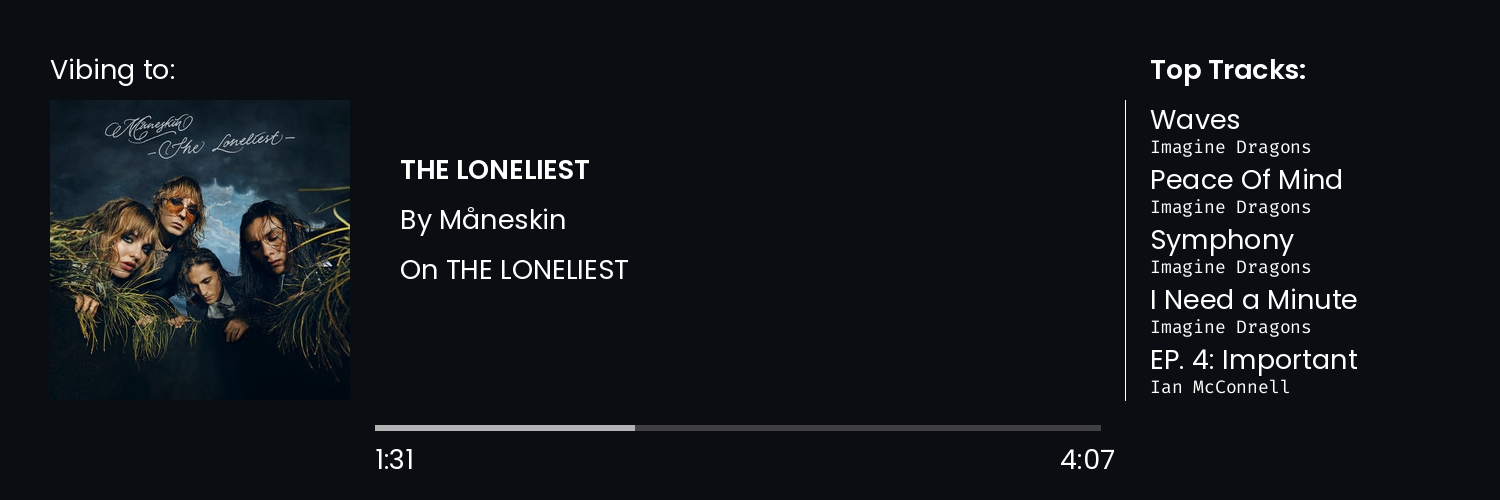 Vibing to:
Måneskin
–The Loneliest–
THE LONELIEST
By Måneskin
On THE LONELIEST
1:31
4:07
Top Tracks:
Waves
Imagine Dragons
Peace Of Mind
Imagine Dragons
Symphony
Imagine Dragons
I Need a Minute
Imagine Dragons
EP. 4: Important
Ian McConnell